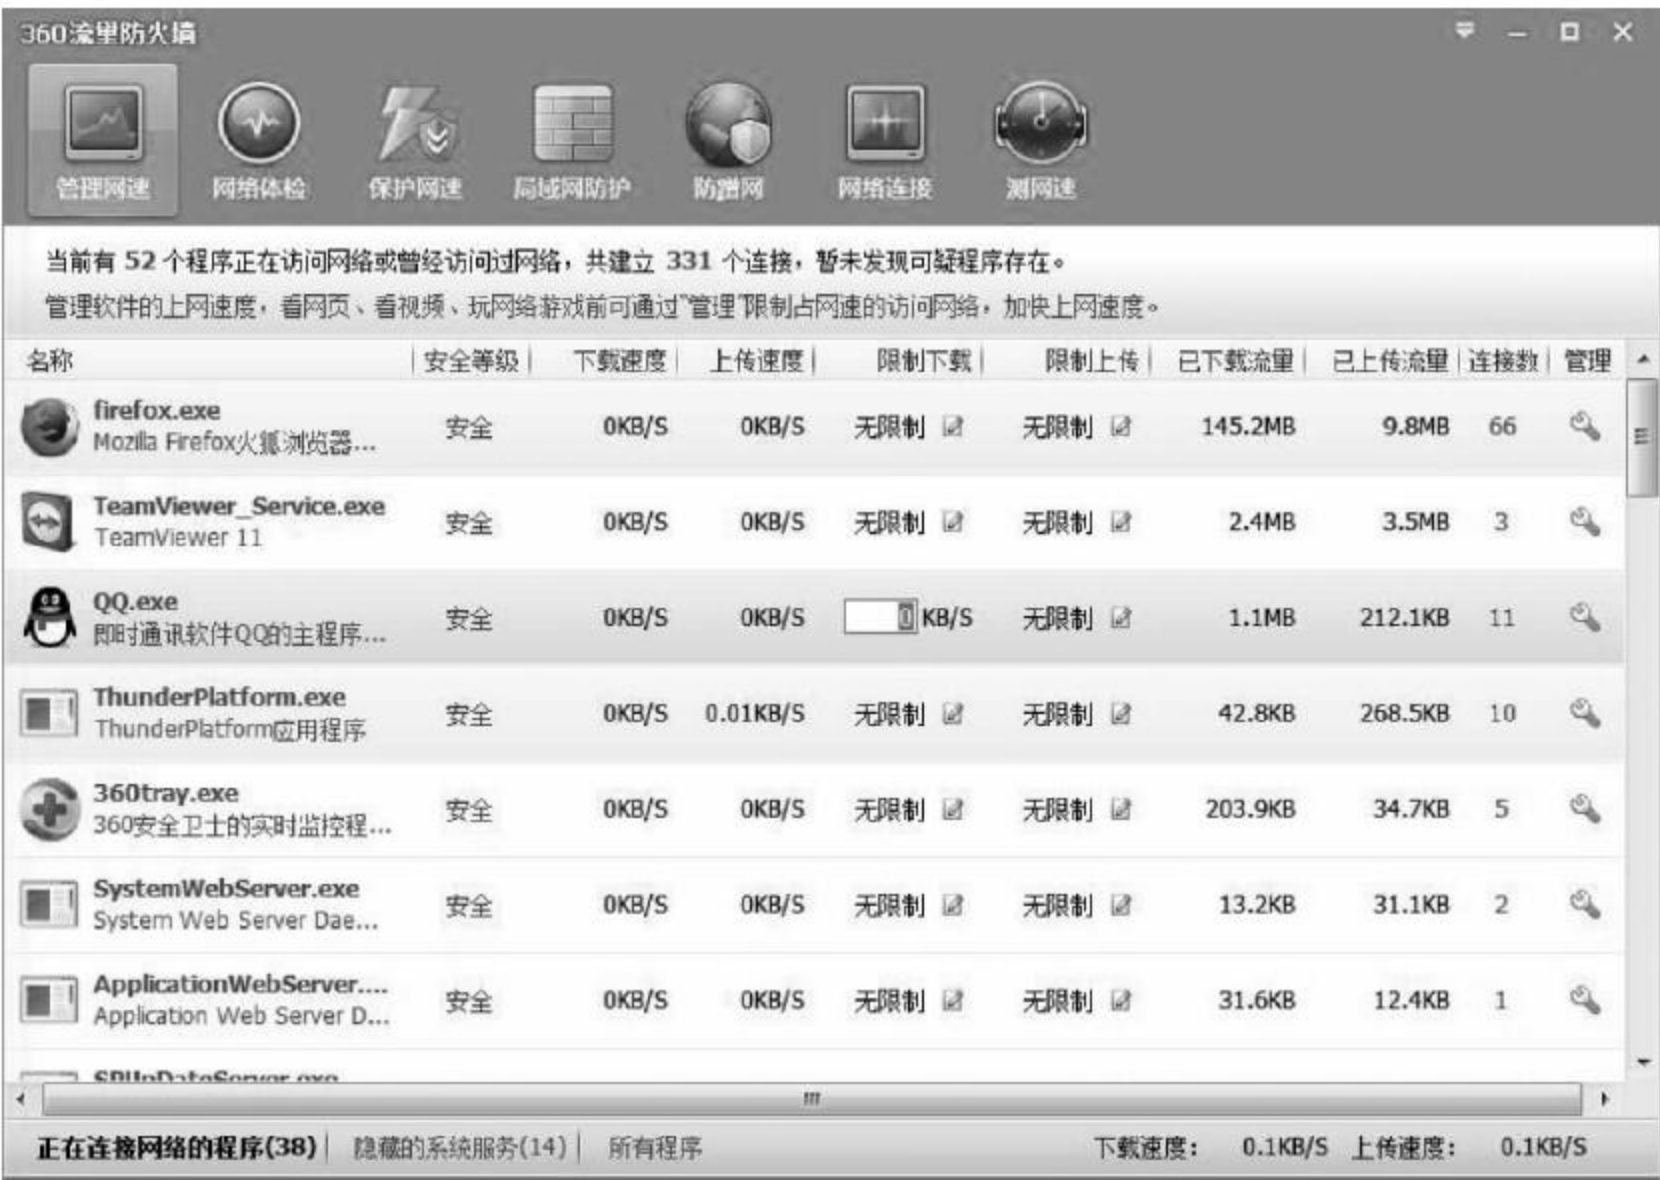 360流量防火墙
管理网速 网络体检 保护网速 局域网防护 防蹭网 网络连接 测网速
当前有 52 个程序正在访问网络或曾经访问过网络，共建立 331 个连接，暂未发现可疑程序存在。
管理软件的上网速度，看网页、看视频、玩网络游戏前可通过"管理"限制占网速的访问网络，加快上网速度。
名称 安全等级 下载速度 上传速度 限制下载 限制上传 已下载流量 已上传流量 连接数 管理
firefox.exe
Mozilla Firefox火狐浏览器... 安全 0KB/S 0KB/S 无限制 无限制 145.2MB 9.8MB 66
TeamViewer_Service.exe
TeamViewer 11 安全 0KB/S 0KB/S 无限制 无限制 2.4MB 3.5MB 3
QQ.exe
即时通讯软件QQ的主程序... 安全 0KB/S 0KB/S 0 KB/S 无限制 1.1MB 212.1KB 11
ThunderPlatform.exe
ThunderPlatform应用程序 安全 0KB/S 0.01KB/S 无限制 无限制 42.8KB 268.5KB 10
360tray.exe
360安全卫士的实时监控程... 安全 0KB/S 0KB/S 无限制 无限制 203.9KB 34.7KB 5
SystemWebServer.exe
System Web Server Dae... 安全 0KB/S 0KB/S 无限制 无限制 13.2KB 31.1KB 2
ApplicationWebServer....
Application Web Server D... 安全 0KB/S 0KB/S 无限制 无限制 31.6KB 12.4KB 1
SPUpDateServer.exe
正在连接网络的程序(38) 隐藏的系统服务(14) 所有程序 下载速度： 0.1KB/S 上传速度： 0.1KB/S